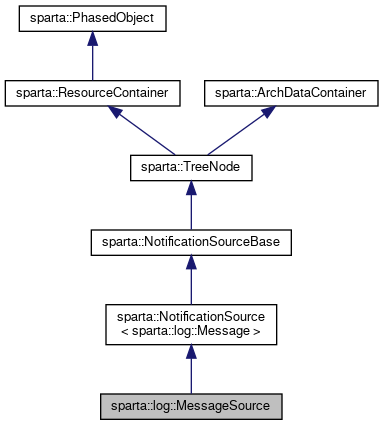 sparta::PhasedObject
sparta::ResourceContainer
sparta::ArchDataContainer
sparta::TreeNode
sparta::NotificationSourceBase
sparta::NotificationSource
< sparta::log::Message >
sparta::log::MessageSource